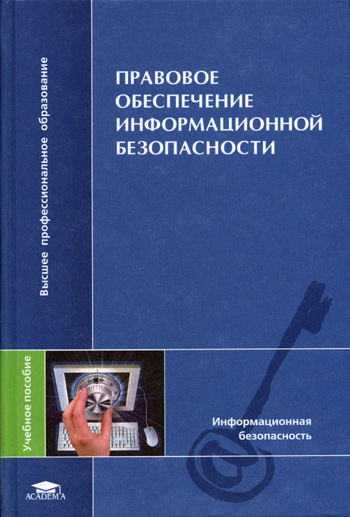 ПРАВОВОЕ
ОБЕСПЕЧЕНИЕ
ИНФОРМАЦИОННОЙ
БЕЗОПАСНОСТИ
Высшее профессиональное образование
Учебное пособие
Информационная
безопасность
ACADEMA